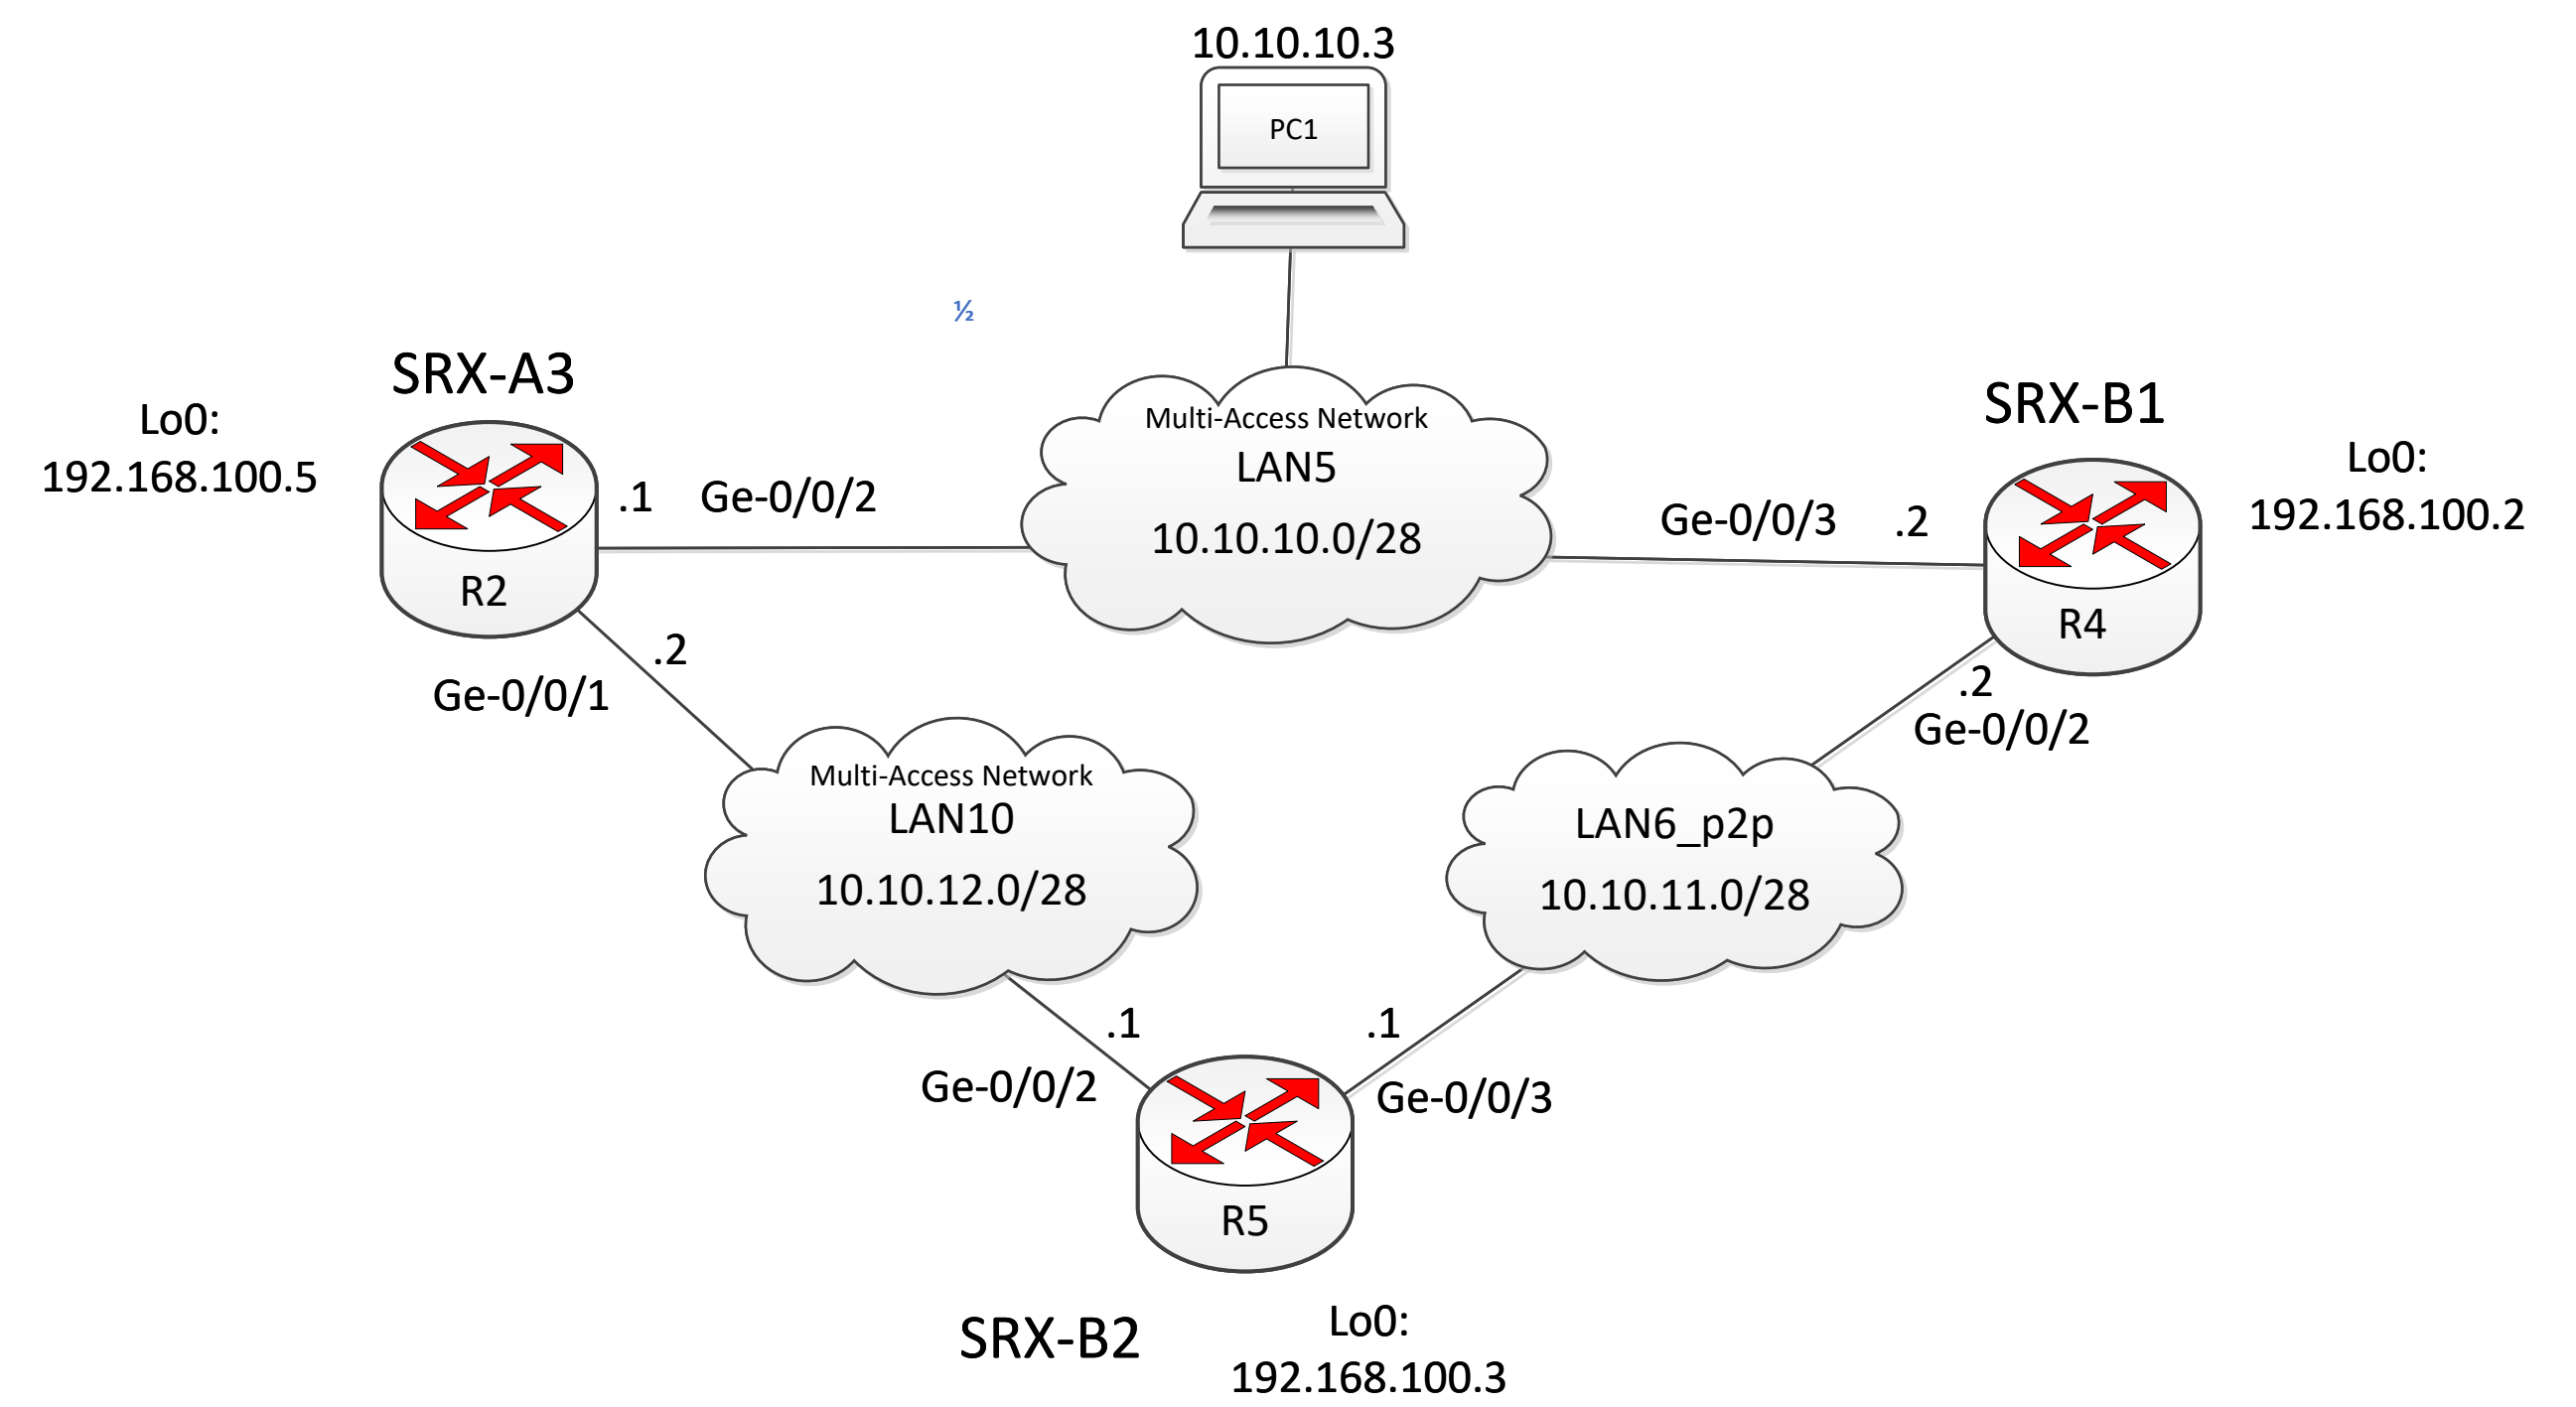 10.10.10.3
PC1
½
SRX-A3
Lo0:
192.168.100.5
R2
.1 Ge-0/0/2
.2
Ge-0/0/1
Multi-Access Network
LAN5
10.10.10.0/28
SRX-B1
Lo0:
192.168.100.2
Ge-0/0/3 .2
R4
.2
Ge-0/0/2
Multi-Access Network
LAN10
10.10.12.0/28
LAN6_p2p
10.10.11.0/28
.1
Ge-0/0/2
.1
Ge-0/0/3
R5
SRX-B2
Lo0:
192.168.100.3